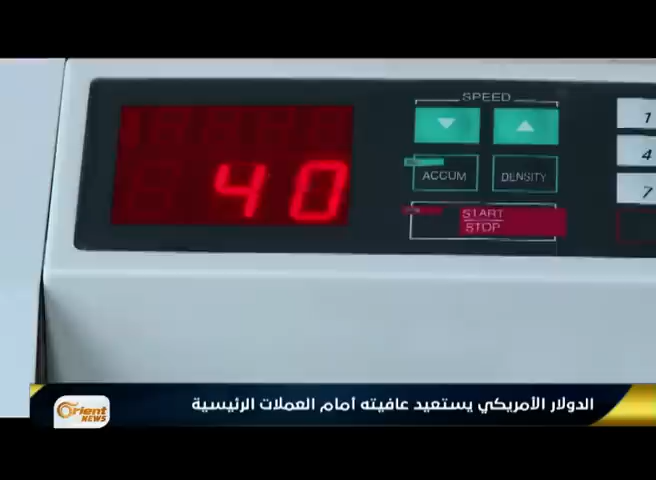 SPEED
40
ACCUM
DENSITY
START
STOP
1
4
7
الدولار الأمريكي يستعيد عافيته أمام العملات الرئيسية
Orient
NEWS